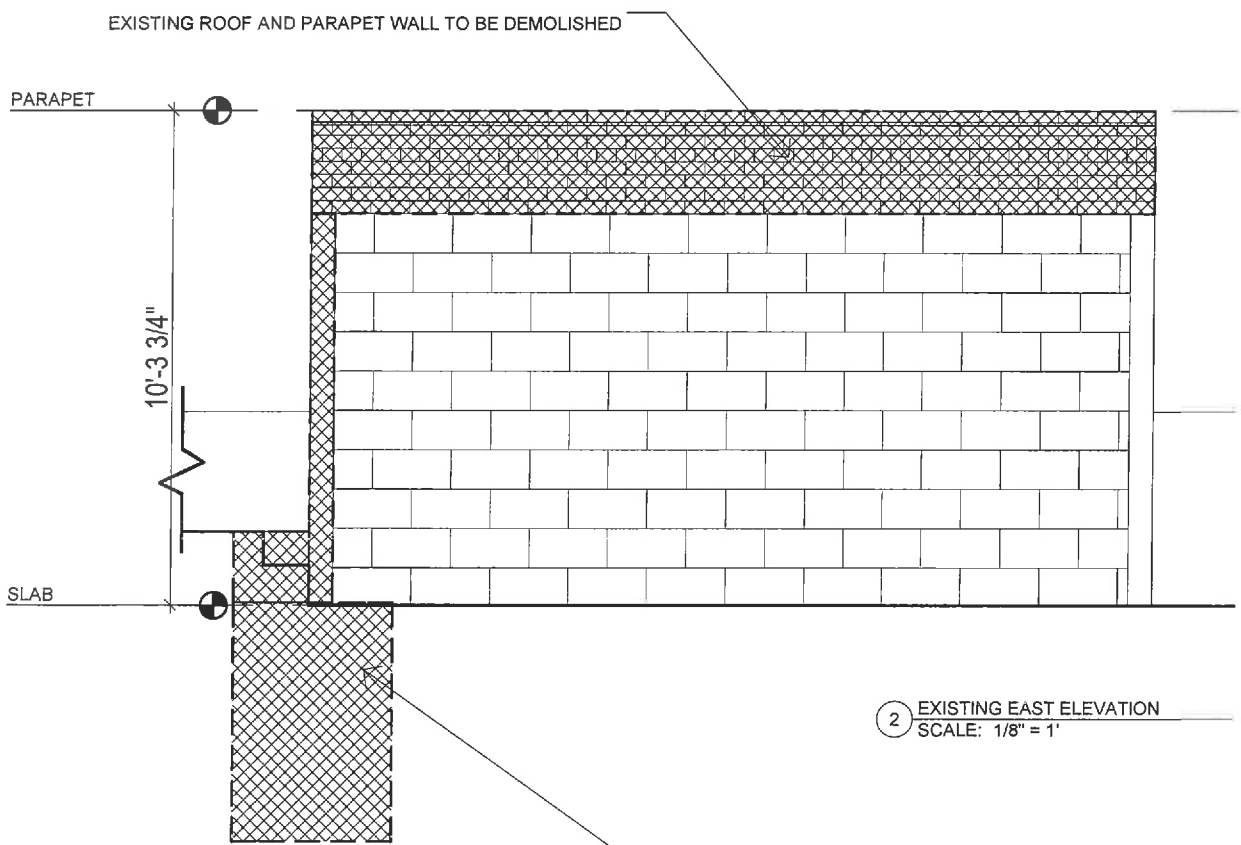 EXISTING ROOF AND PARAPET WALL TO BE DEMOLISHED
PARAPET
10'-3 3/4"
SLAB
2
EXISTING EAST ELEVATION
SCALE: 1/8" = 1'